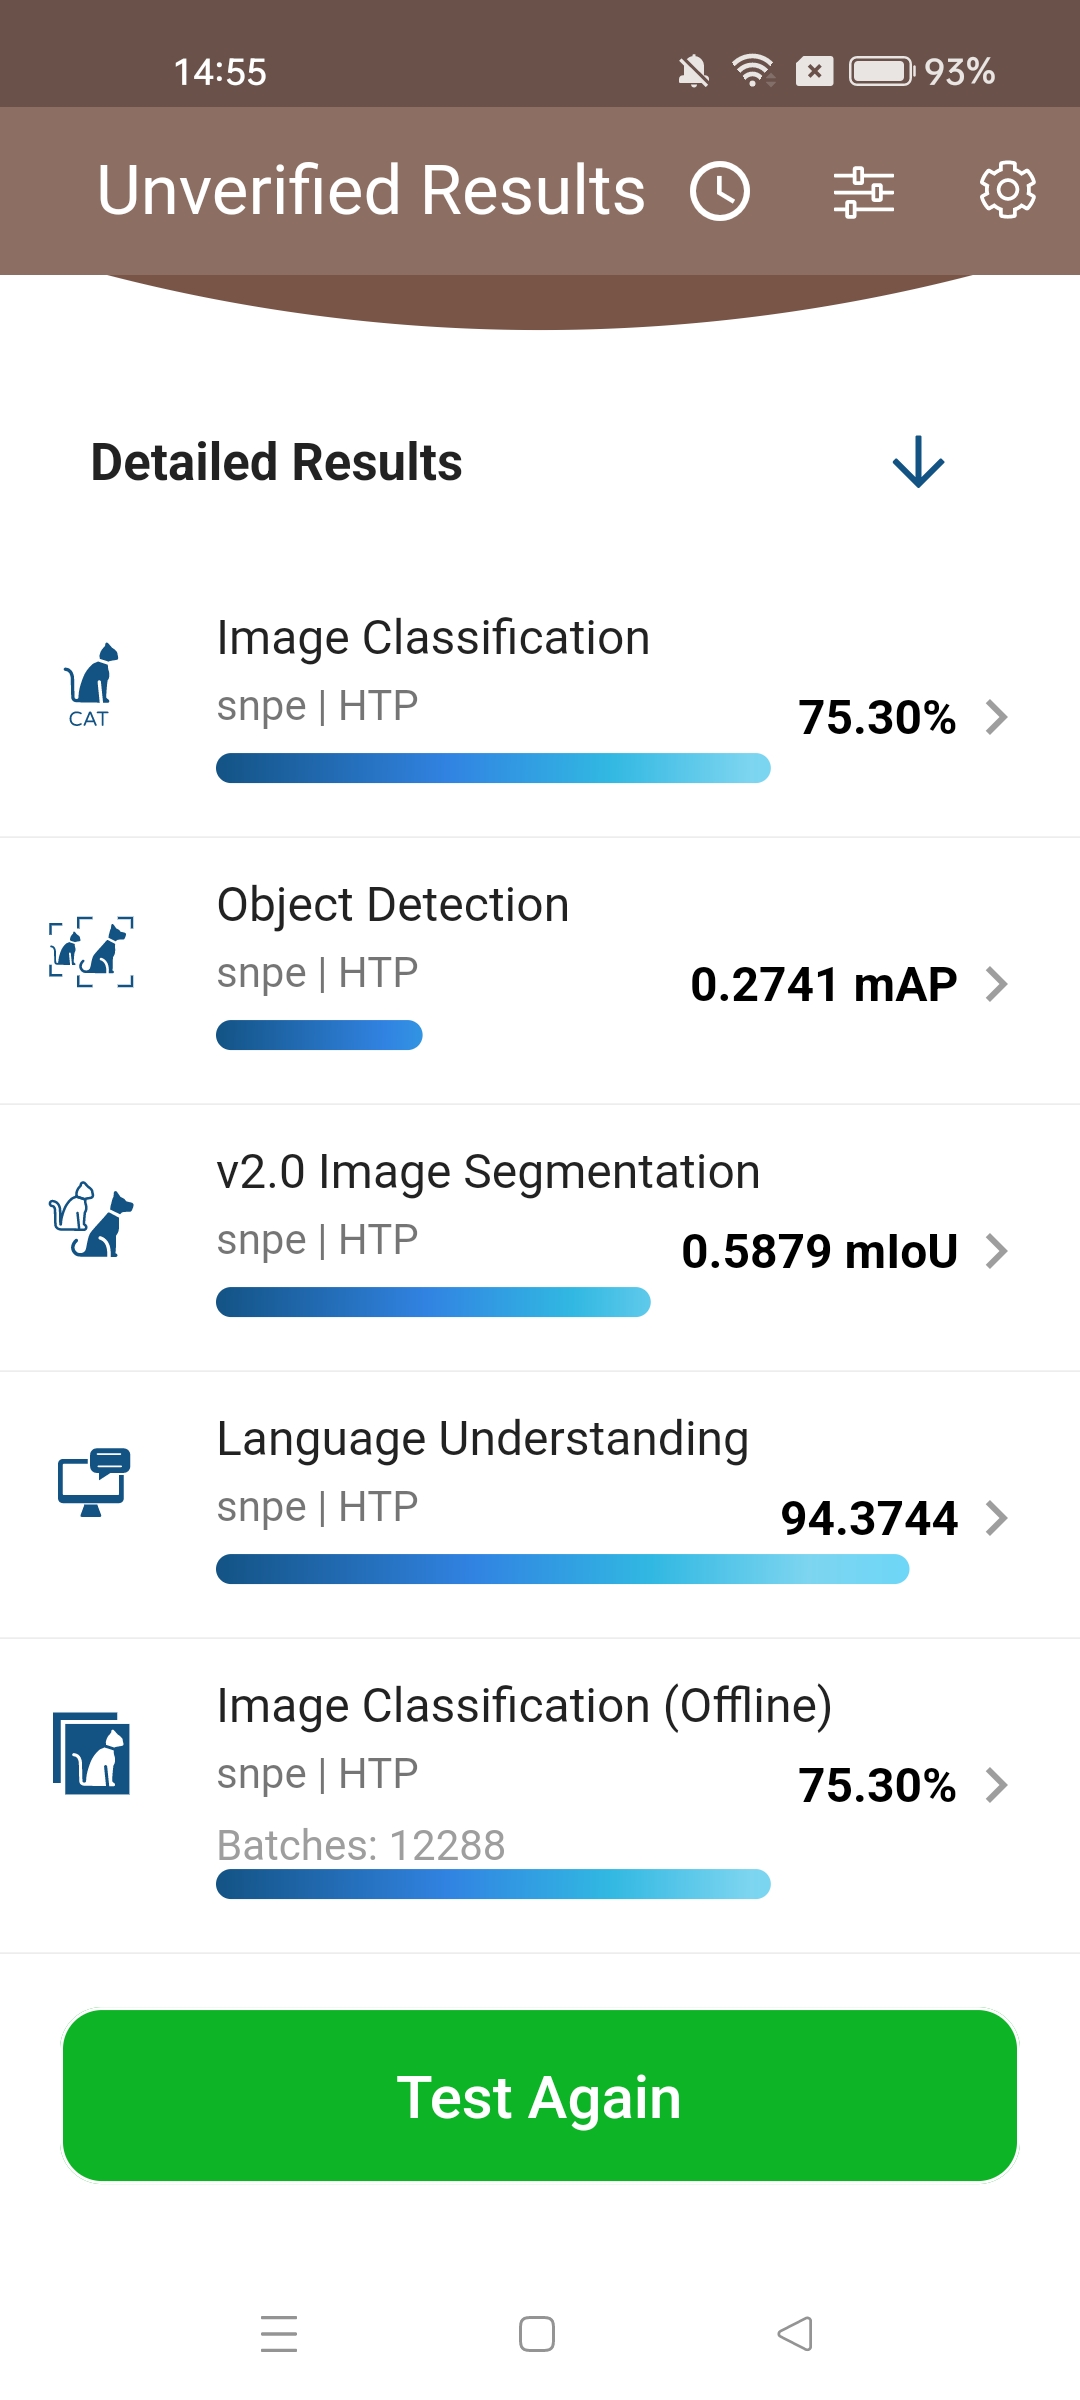 14:55
93%
Unverified Results
Detailed Results
Image Classification
snpe | HTP
75.30%
CAT
Object Detection
snpe | HTP
0.2741 mAP
v2.0 Image Segmentation
snpe | HTP
0.5879 mIoU
Language Understanding
snpe | HTP
94.3744
Image Classification (Offline)
snpe | HTP
75.30%
Batches: 12288
Test Again